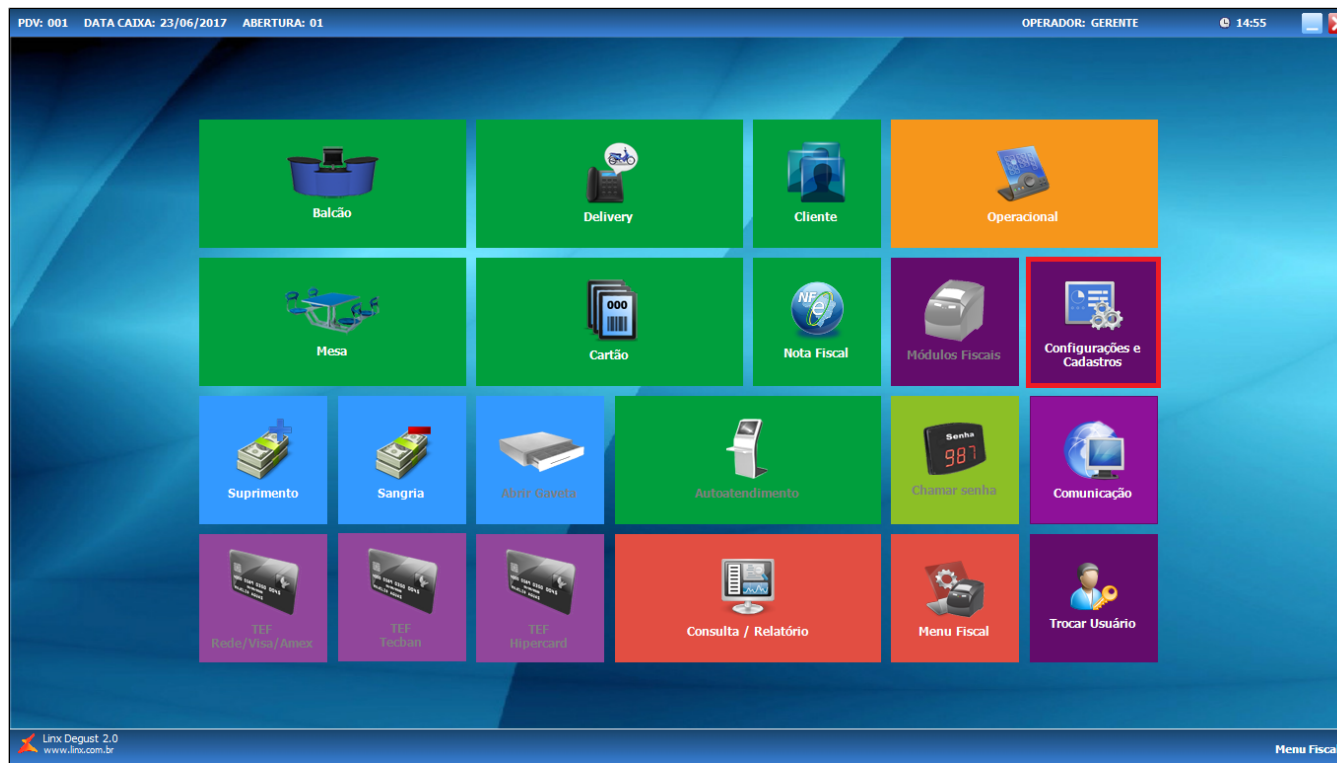 PDV: 001 DATA CAIXA: 23/06/2017 ABERTURA: 01 OPERADOR: GERENTE 14:55
Balcão
Delivery
Cliente
Operacional
Mesa
000
Cartão
NFe
Nota Fiscal
Módulos Fiscais
Configurações e
Cadastros
Suprimento
Sangria
Abrir Gaveta
Autoatendimento
Senha
987
Chamar senha
Comunicação
TEF
Rede/Visa/Amex
TEF
Tecban
TEF
Hipercard
Consulta / Relatório
Menu Fiscal
Trocar Usuário
Linx Degust 2.0
www.linx.com.br
Menu Fiscal